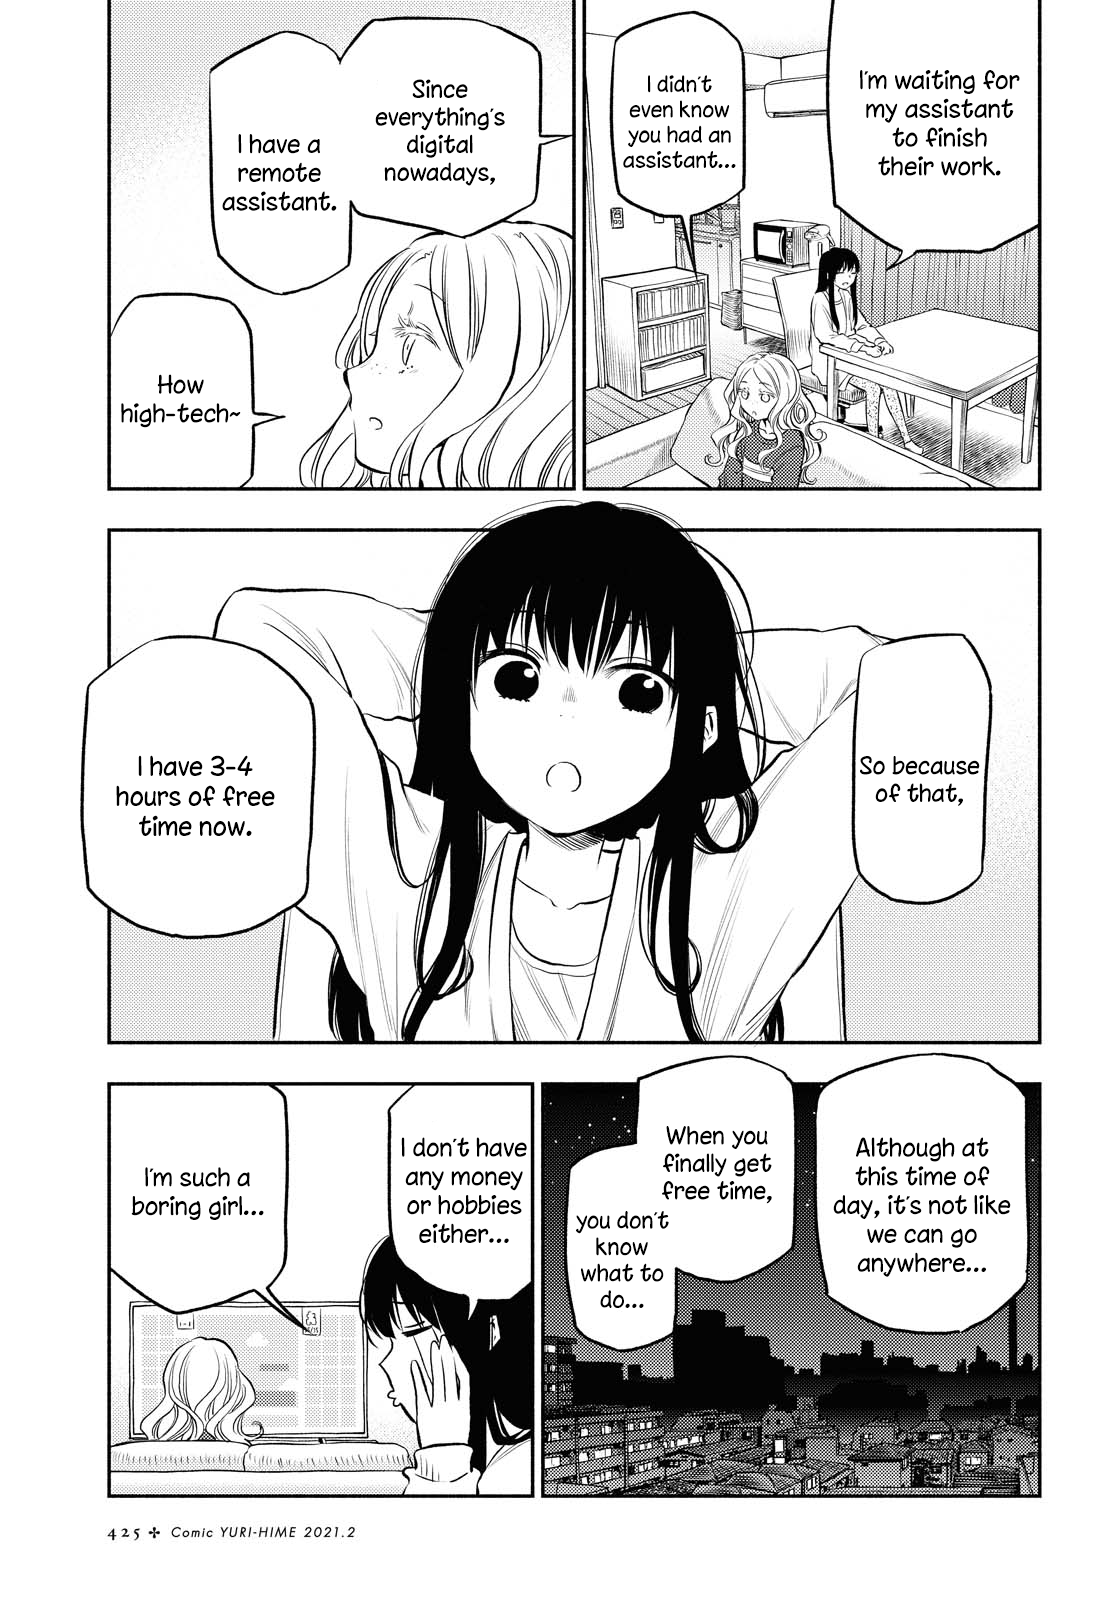 I'm waiting for
my assistant
to finish
their work.
I didn't
even know
you had an
assistant...
Since
everything's
digital
nowadays,
I have a
remote
assistant.
How
high-tech~
So because
of that,
I have 3-4
hours of free
time now.
Although at
this time of
day, it's not like
we can go
anywhere...
When you
finally get
free time,
you don't
know
what to
do...
I don't have
any money
or hobbies
either...
I'm such a
boring girl...
1-1
425 ✢ Comic YURI-HIME 2021.2